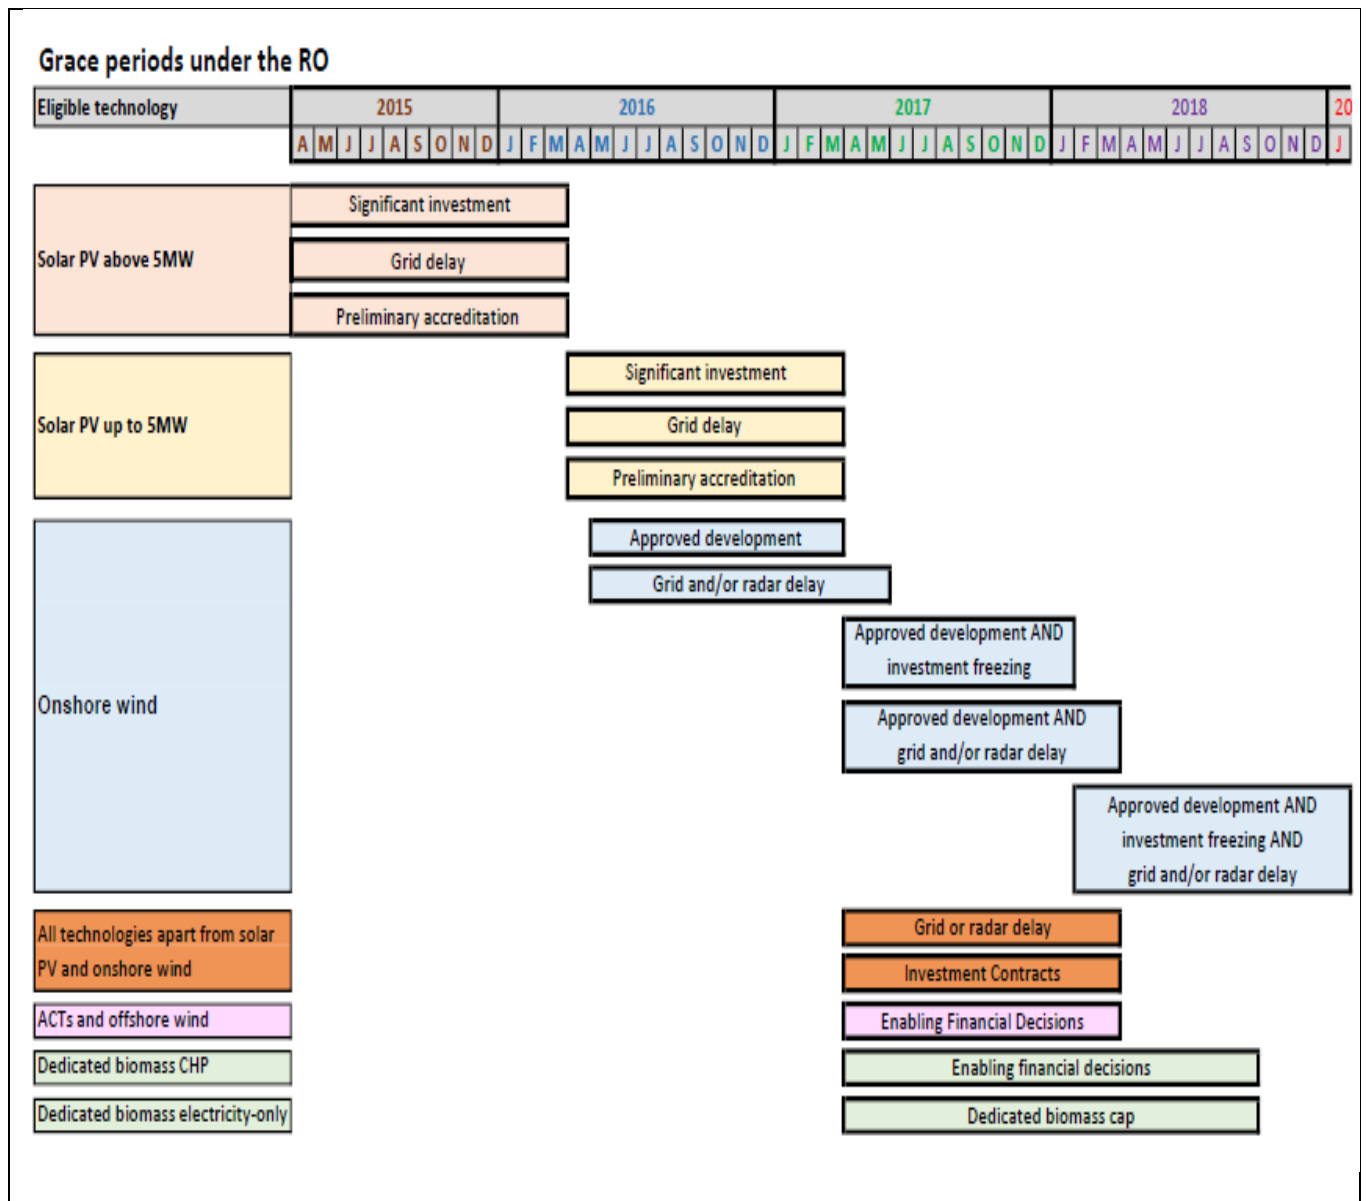 Grace periods under the RO
Eligible technology 2015 2016 2017 2018 20
A M J J A S O N D J F M A M J J A S O N D J F M A M J J A S O N D J F M A M J J A S O N D J
Significant investment
Solar PV above 5MW Grid delay
Preliminary accreditation
Significant investment
Solar PV up to 5MW Grid delay
Preliminary accreditation
Approved development
Grid and/or radar delay
Approved development AND
investment freezing
Onshore wind
Approved development AND
grid and/or radar delay
Approved development AND
investment freezing AND
grid and/or radar delay
All technologies apart from solar
PV and onshore wind
Grid or radar delay
Investment Contracts
ACTs and offshore wind Enabling Financial Decisions
Dedicated biomass CHP Enabling financial decisions
Dedicated biomass electricity-only Dedicated biomass cap